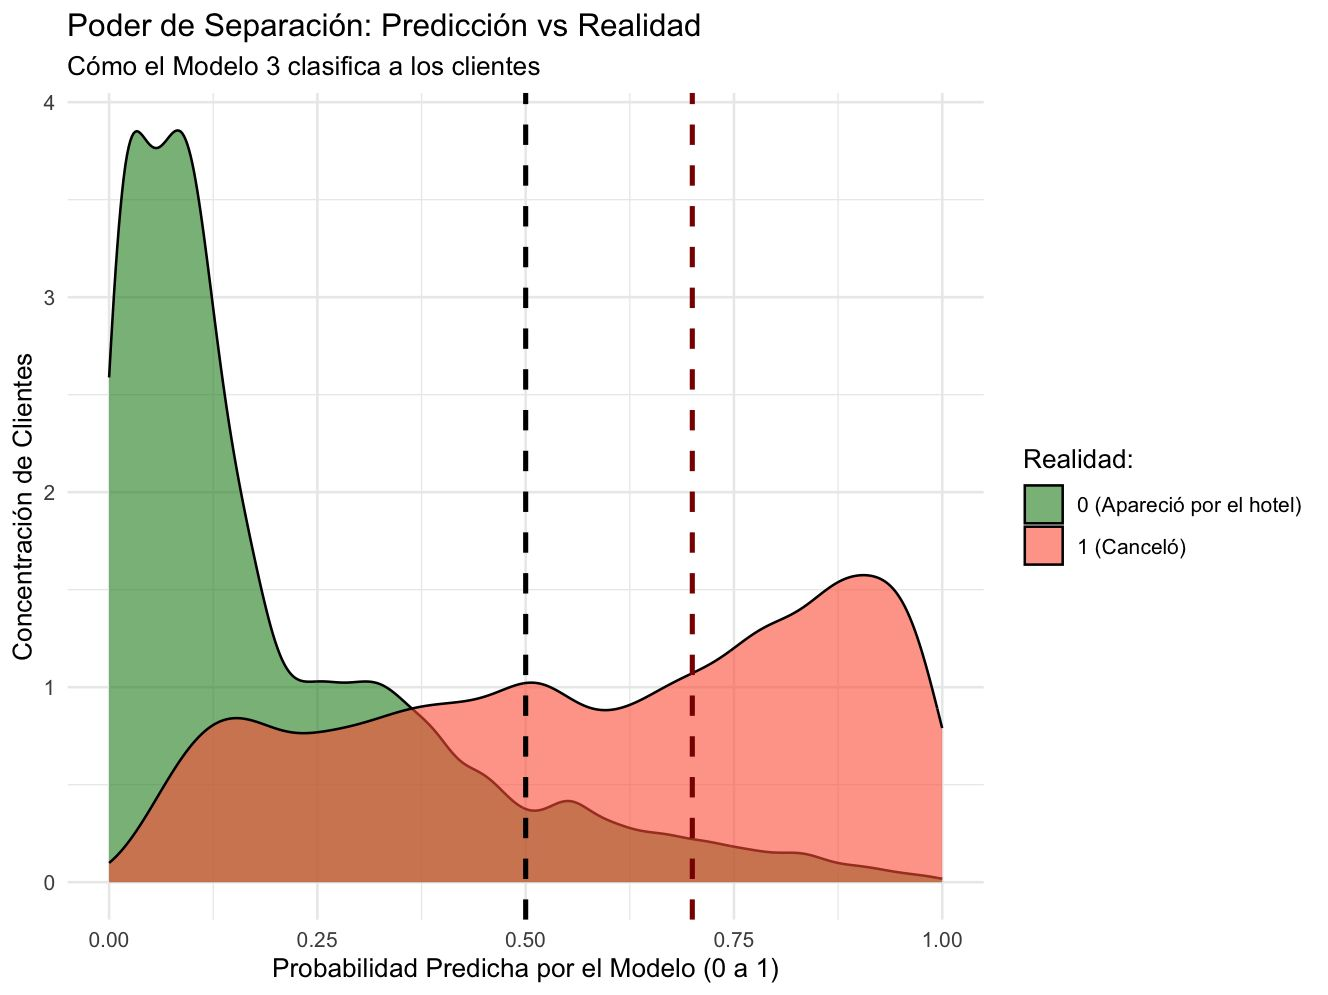 Poder de Separación: Predicción vs Realidad
Cómo el Modelo 3 clasifica a los clientes
4
3
2
1
0
Concentración de Clientes
0.00
0.25
0.50
0.75
1.00
Probabilidad Predicha por el Modelo (0 a 1)
Realidad:
0 (Apareció por el hotel)
1 (Canceló)